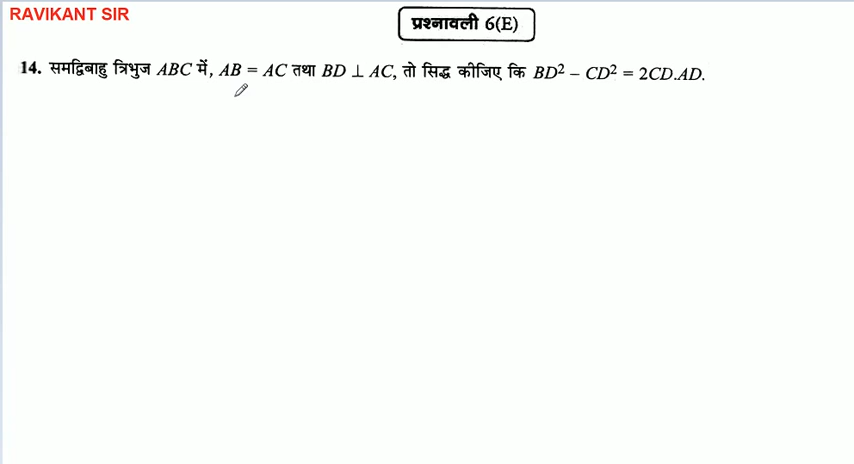 RAVIKANT SIR
प्रश्नावली 6(E)
14. समद्विबाहु त्रिभुज ABC में, AB = AC तथा BD ⊥ AC, तो सिद्ध कीजिए कि BD² – CD² = 2CD.AD.